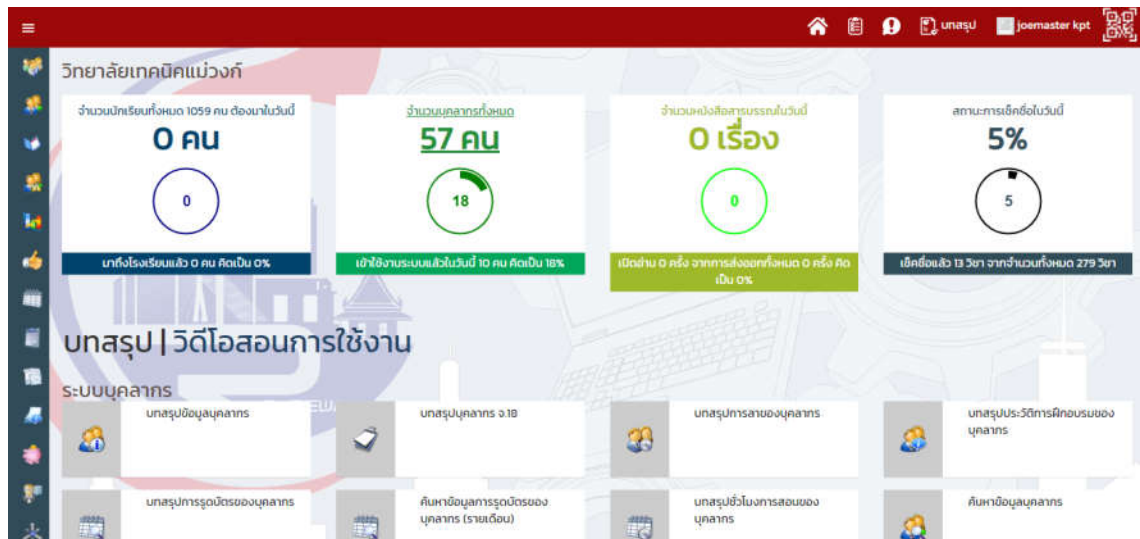 บทสรุป
joemaster kpt
วิทยาลัยเทคนิคแม่วงก์
จำนวนนักเรียนทั้งหมด 1059 คน ต้องมาในวันนี้
0 คน
0
มาถึงโรงเรียนแล้ว 0 คน คิดเป็น 0%
จำนวนบุคลากรทั้งหมด
57 คน
18
เข้าใช้งานระบบแล้วในวันนี้ 10 คน คิดเป็น 18%
จำนวนหนังสือสารบรรณในวันนี้
0 เรื่อง
0
เปิดอ่าน 0 ครั้ง จากการส่งออกทั้งหมด 0 ครั้ง คิด
เป็น 0%
สถานะการเช็คชื่อในวันนี้
5%
5
เช็คชื่อแล้ว 13 วิชา จากจำนวนทั้งหมด 279 วิชา
บทสรุป | วิดีโอสอนการใช้งาน
ระบบบุคลากร
บทสรุปข้อมูลบุคลากร
บทสรุปบุคลากร จ.18
บทสรุปการลาของบุคลากร
บทสรุปประวัติการฝึกอบรมของ
บุคลากร
บทสรุปการรูดบัตรของบุคลากร
ค้นหาข้อมูลการรูดบัตรของ
บุคลากร (รายเดือน)
บทสรุปชั่วโมงการสอนของ
บุคลากร
ค้นหาข้อมูลบุคลากร